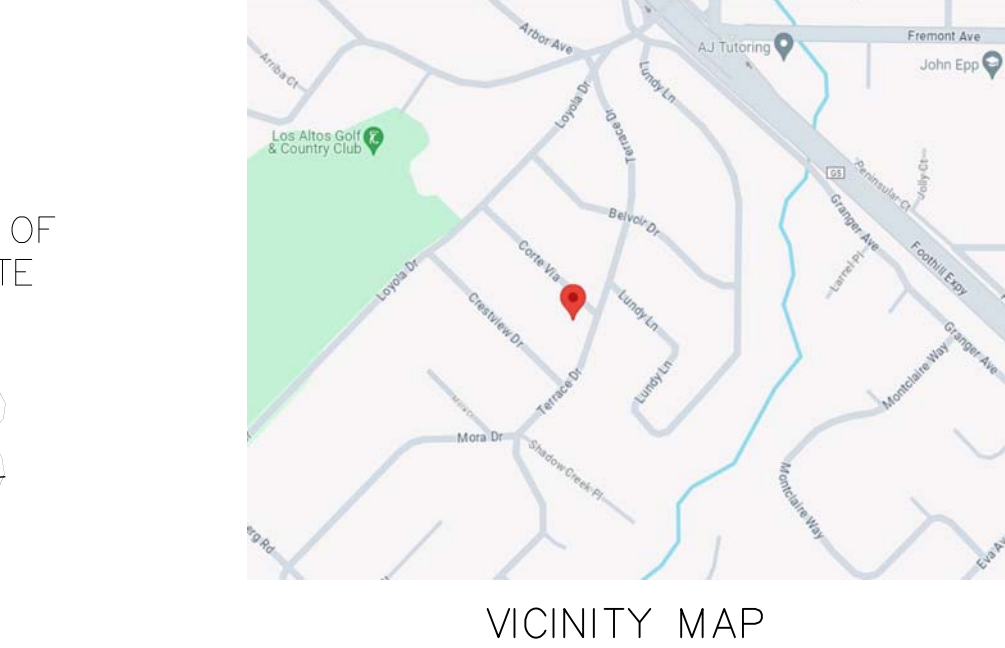 OF
TE
Arbor Ave
Fremont Ave
AJ Tutoring
John Epp
Arriba Ct
Lundy Ln
Loyola Dr
Terrace Dr
Los Altos Golf
& Country Club
G5
Peninsular Ct
Jolly Ct
Belvoir Dr
Granger Ave
Corte Via
Foothill Expy
Larnel Pl
Loyola Dr
Crestview Dr
Lundy Ln
Granger Ave
Lundy Ln
Montclaire Way
Terrace Dr
Mora Dr
Shadow Creek Pl
Montclaire Way
erg Rd
Eva Av
VICINITY MAP